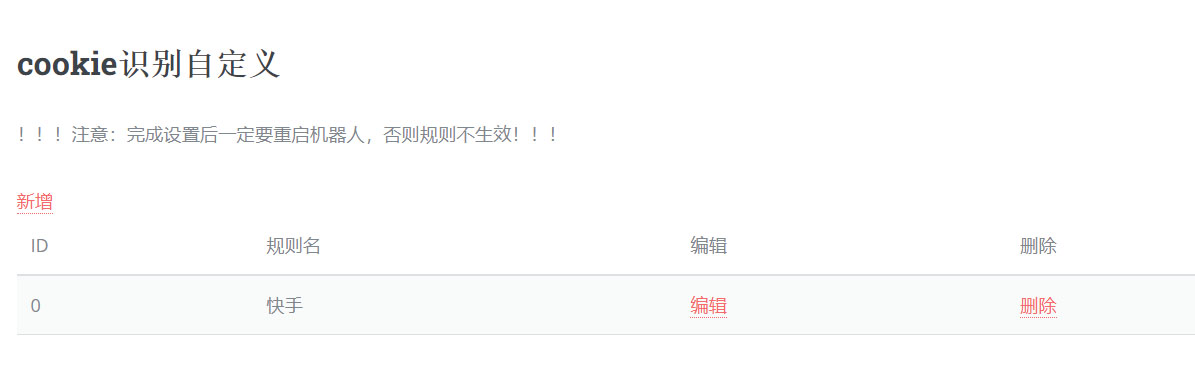 cookie识别自定义
！！！注意：完成设置后一定要重启机器人，否则规则不生效！！！
新增
ID 规则名 编辑 删除
0 快手 编辑 删除